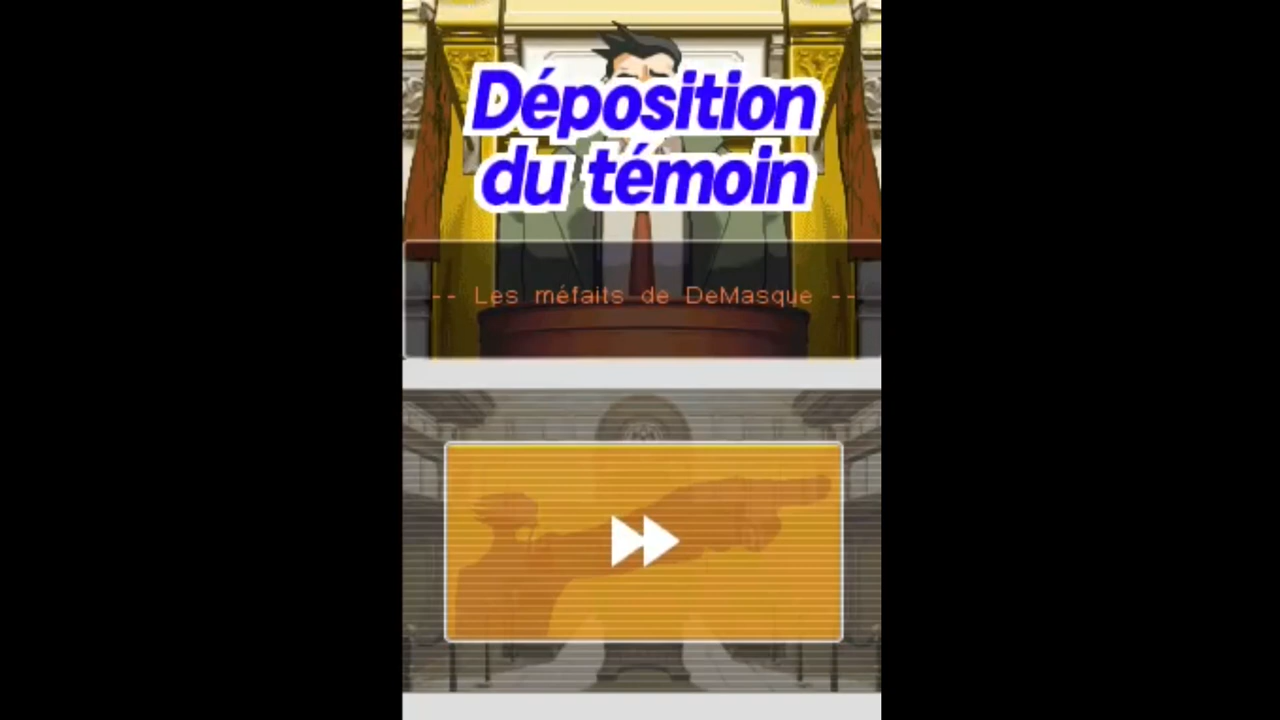 Déposition
du témoin
-- Les méfaits de DeMasque --